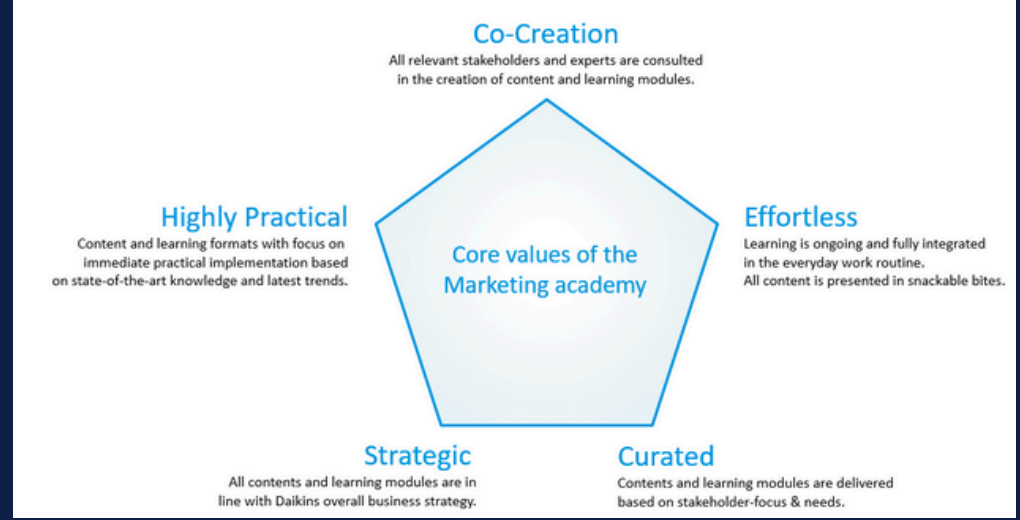 Co-Creation
All relevant stakeholders and experts are consulted
in the creation of content and learning modules.
Highly Practical
Content and learning formats with focus on
immediate practical implementation based
on state-of-the-art knowledge and latest trends.
Core values of the
Marketing academy
Effortless
Learning is ongoing and fully integrated
in the everyday work routine.
All content is presented in snackable bites.
Strategic
All contents and learning modules are in
line with Daikins overall business strategy.
Curated
Contents and learning modules are delivered
based on stakeholder-focus & needs.